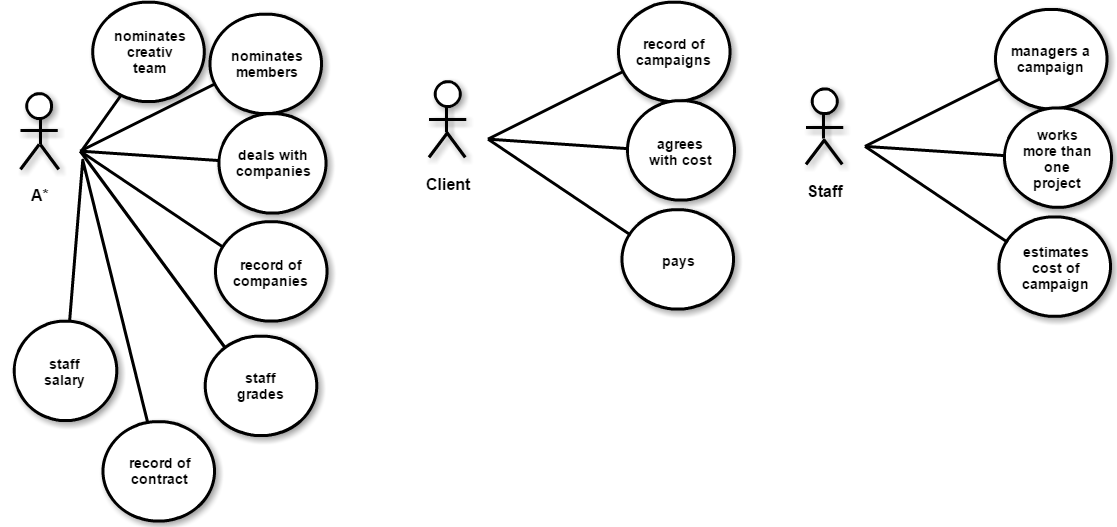 nominates
creativ
team
nominates
members
deals with
companies
record of
companies
staff
grades
record of
contract
staff
salary
A*
record of
campaigns
agrees
with cost
pays
Client
managers a
campaign
works
more than
one
project
estimates
cost of
campaign
Staff